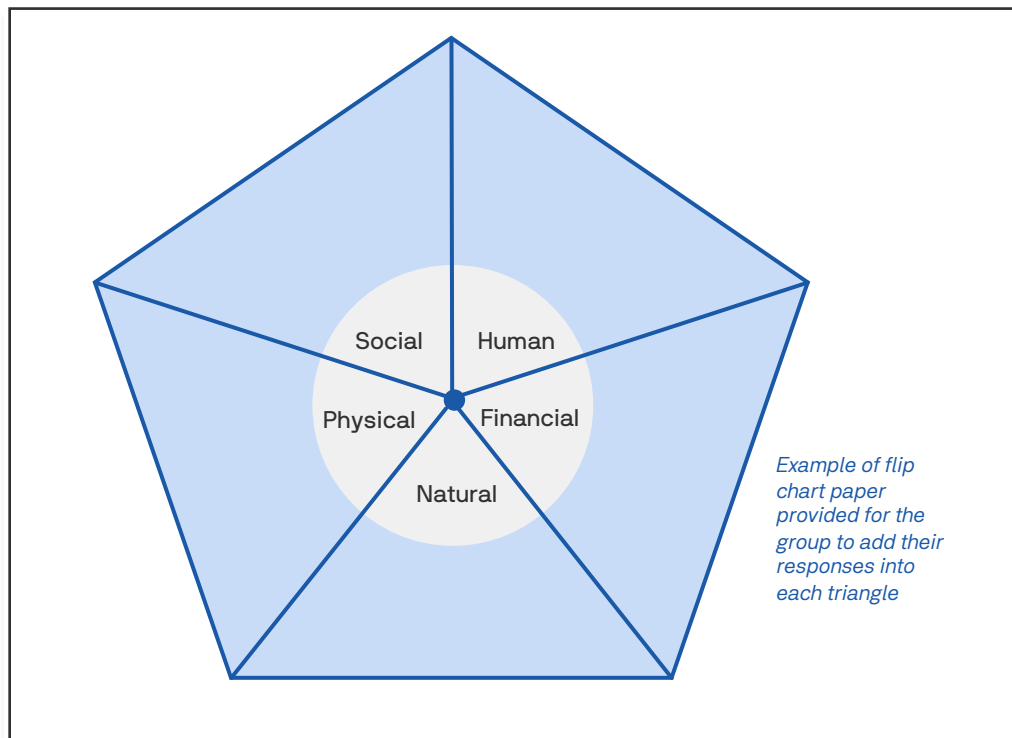 Social
Human
Physical
Financial
Natural
Example of flip
chart paper
provided for the
group to add their
responses into
each triangle